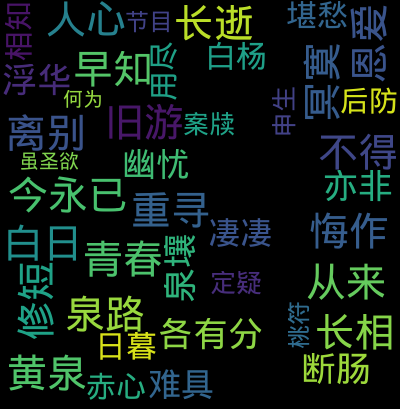 相知
人心
节目
长逝
堪愁
恩爱
浮华
早知
用尽
白杨
寞寞
何为
旧游
案牍
申生
后防
离别
虽圣欲
幽忧
不得
亦非
今永已
重寻
凄凄
悔作
白日
青春
泉壤
修短
定疑
从来
泉路
日暮
各有分
桃符
长相
黄泉
赤心
难具
断肠